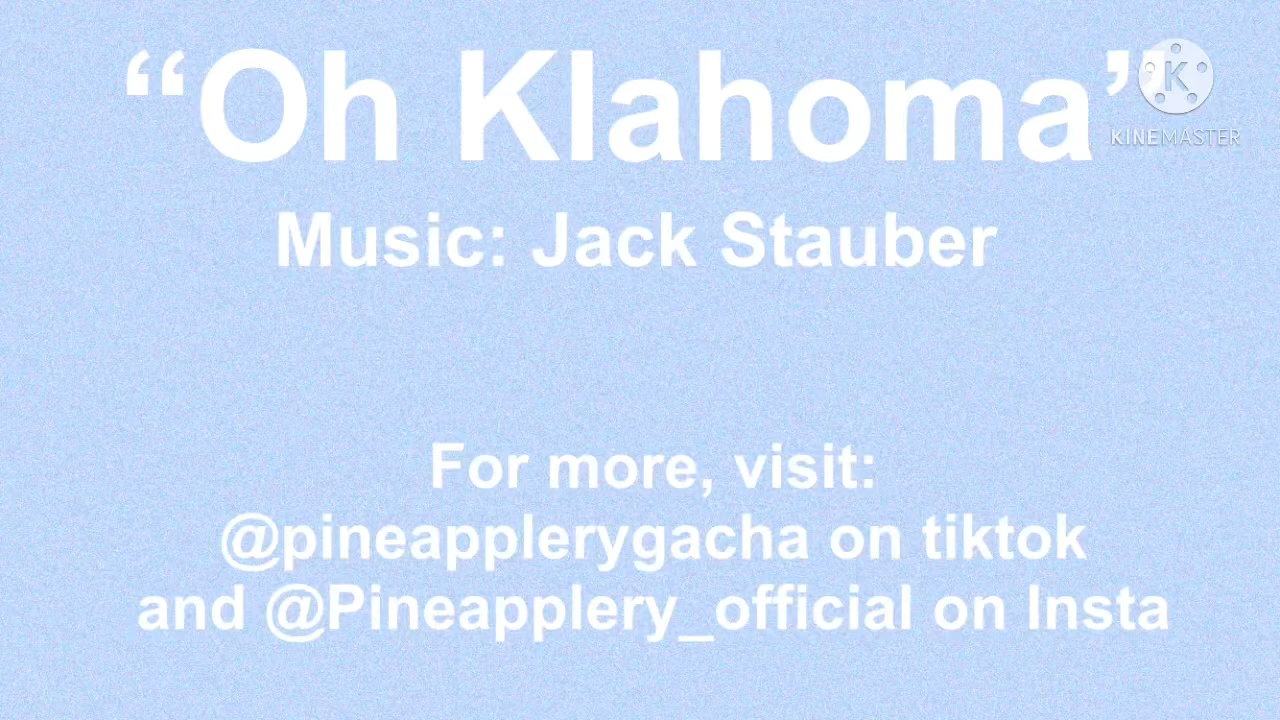 “Oh Klahoma”
KINEMASTER
Music: Jack Stauber
For more, visit:
@pineapplerygacha on tiktok
and @Pineapplery_official on Insta